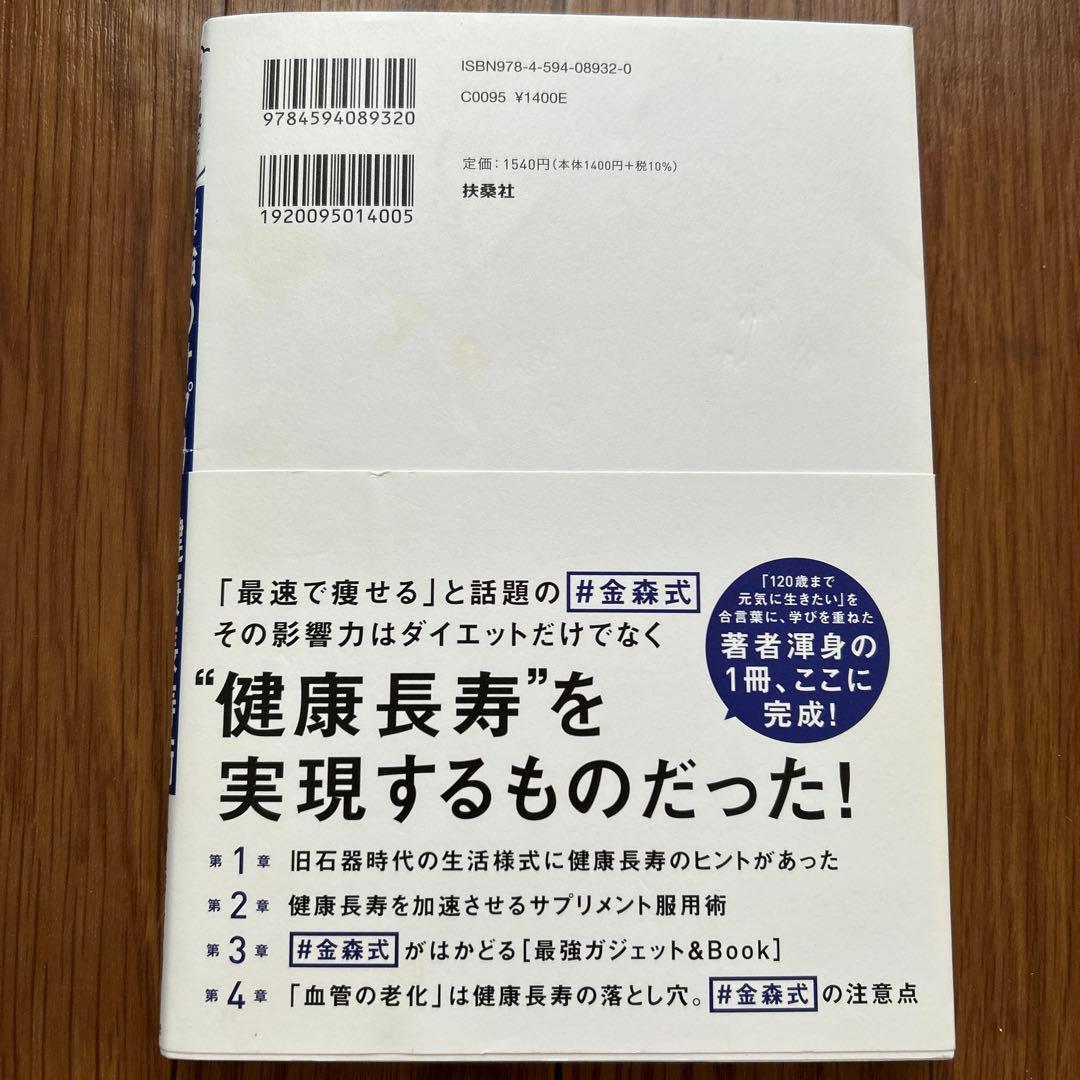 ISBN978-4-594-08932-0
C0095 ¥1400E
9784594089320
定価：1540円（本体1400円＋税10%）
扶桑社
1920095014005
「最速で痩せる」と話題の #金森式
その影響力はダイエットだけでなく
“健康長寿”を
実現するものだった！
「120歳まで
元気に生きたい」を
合言葉に、学びを重ねた
著者渾身の
1冊、ここに
完成！
第1章 旧石器時代の生活様式に健康長寿のヒントがあった
第2章 健康長寿を加速させるサプリメント服用術
第3章 #金森式 がはかどる［最強ガジェット&Book］
第4章 「血管の老化」は健康長寿の落とし穴。#金森式 の注意点